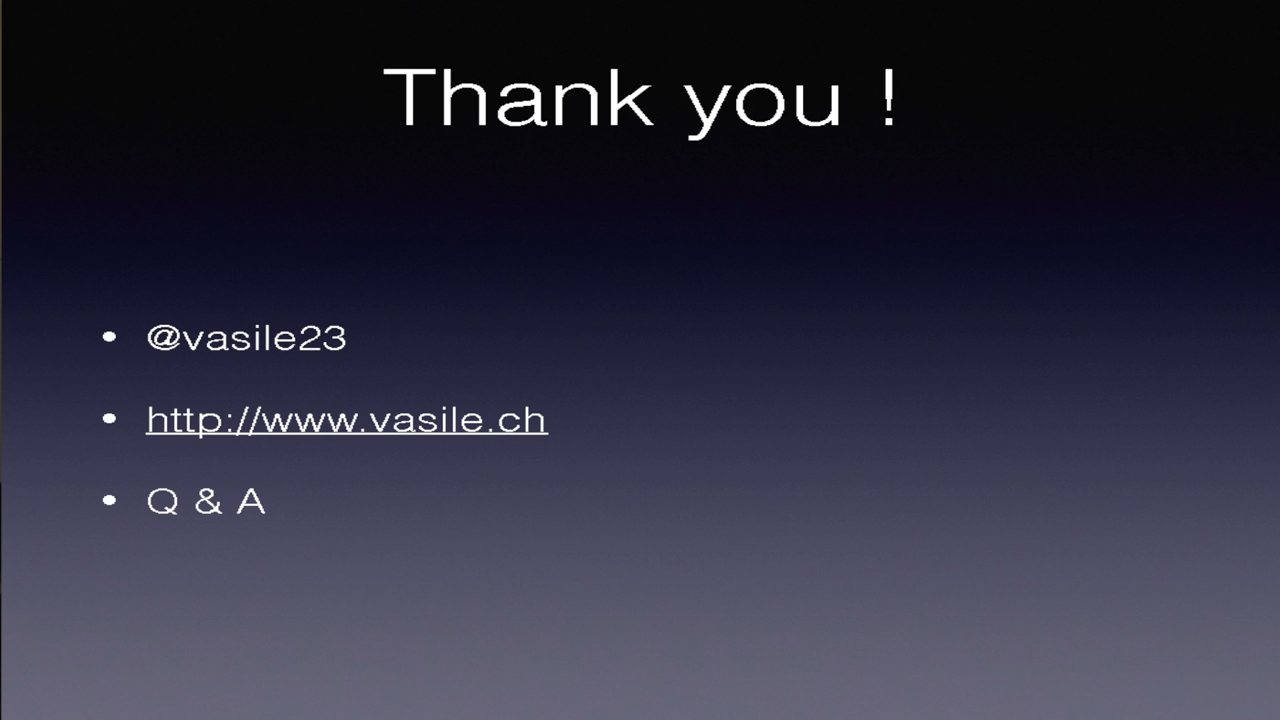 Thank you !
• @vasile23
• http://www.vasile.ch
• Q & A